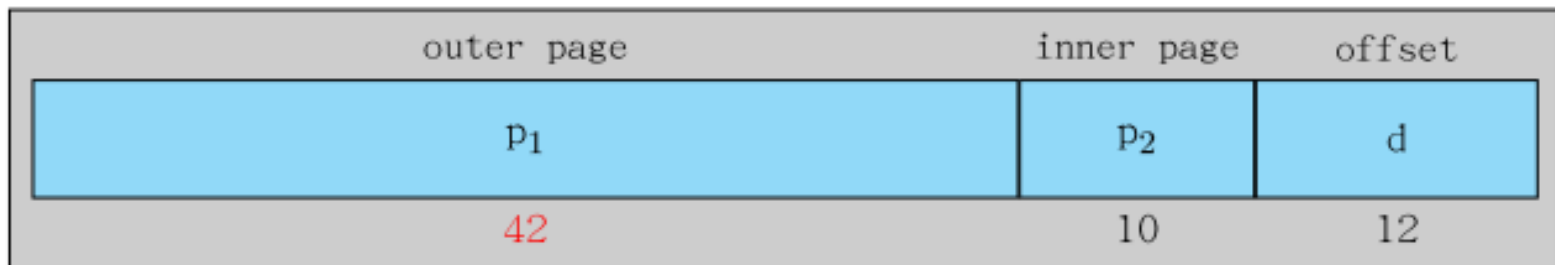 outer page inner page offset
p₁ p₂ d
42 10 12